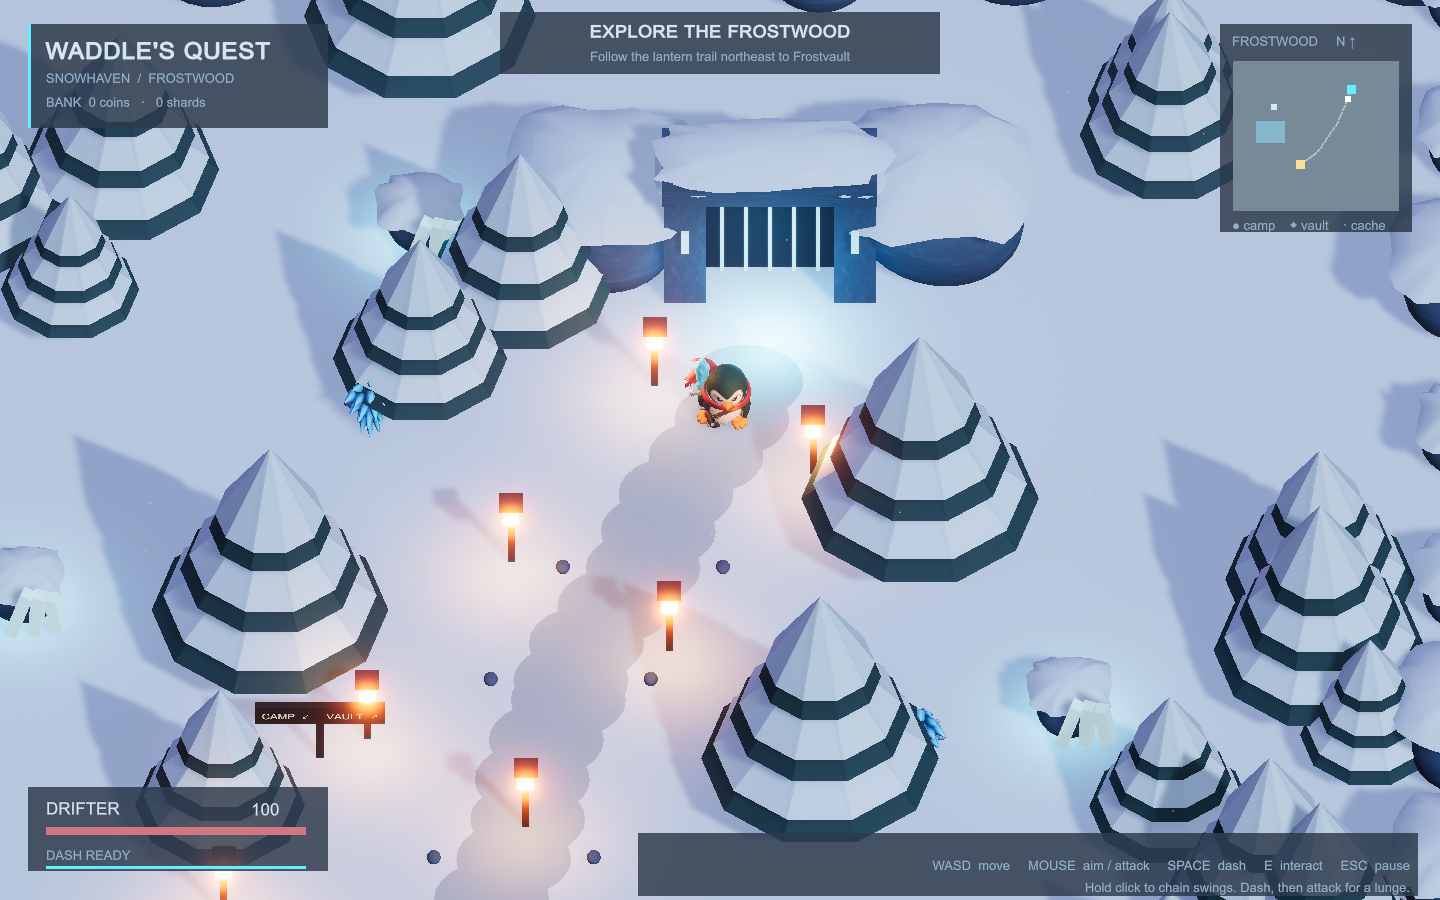 WADDLE'S QUEST
SNOWHAVEN / FROSTWOOD
BANK 0 coins · 0 shards
EXPLORE THE FROSTWOOD
Follow the lantern trail northeast to Frostvault
FROSTWOOD N ↑
● camp ◆ vault · cache
CAMP ↙ VAULT ↗
DRIFTER 100
DASH READY
WASD move MOUSE aim / attack SPACE dash E interact ESC pause
Hold click to chain swings. Dash, then attack for a lunge.